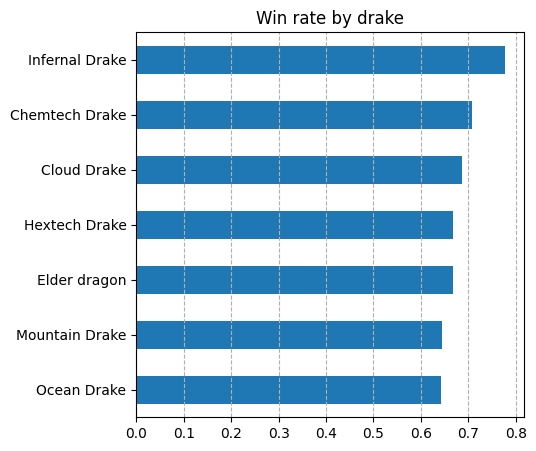 Win rate by drake
Infernal Drake
Chemtech Drake
Cloud Drake
Hextech Drake
Elder dragon
Mountain Drake
Ocean Drake
0.0 0.1 0.2 0.3 0.4 0.5 0.6 0.7 0.8